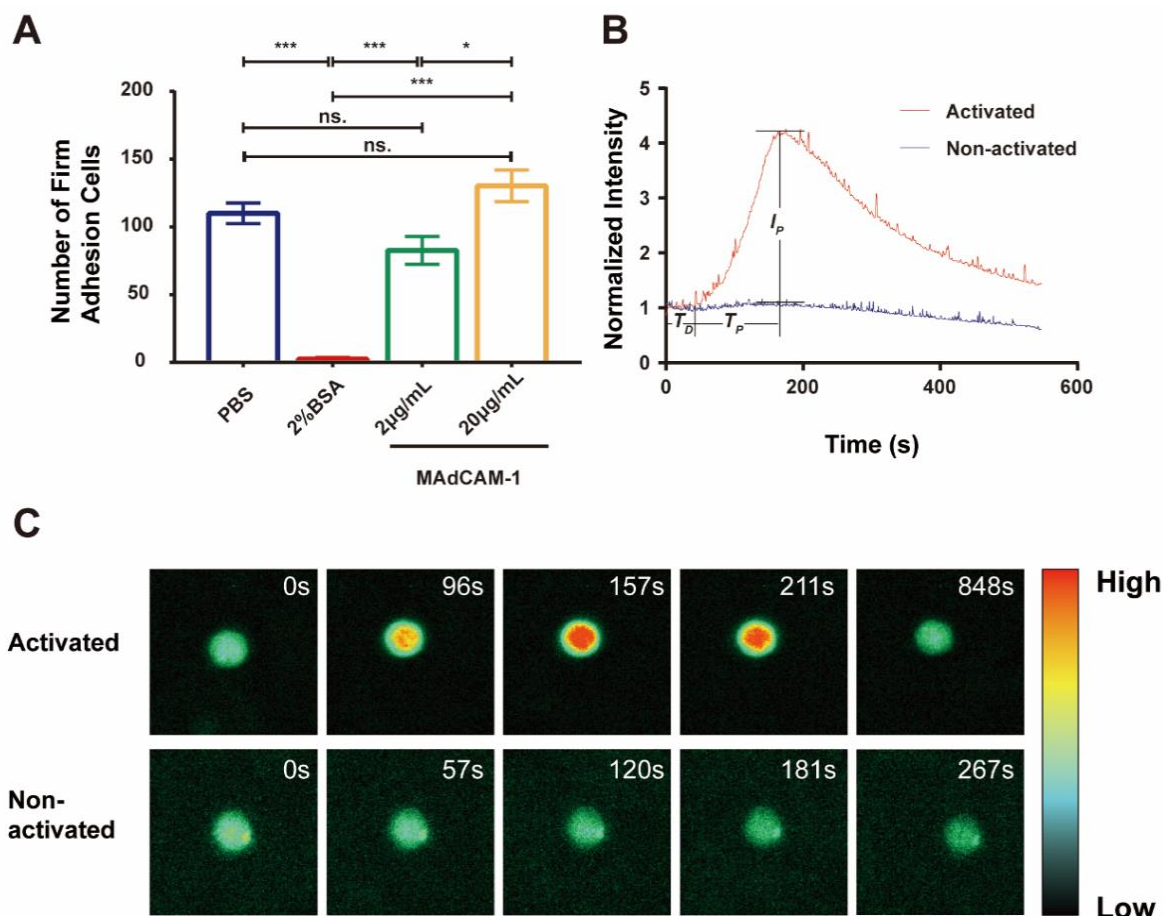 A
*** *** *
***
ns.
ns.
200
150
100
50
0
Number of Firm
Adhesion Cells
PBS
2%BSA
2μg/mL
20μg/mL
MAdCAM-1
B
5
4
3
2
1
0
Normalized Intensity
Activated
Non-activated
I_P
T_D T_P
0 200 400 600
Time (s)
C
Activated
0s 96s 157s 211s 848s
Non-
activated
0s 57s 120s 181s 267s
High
Low